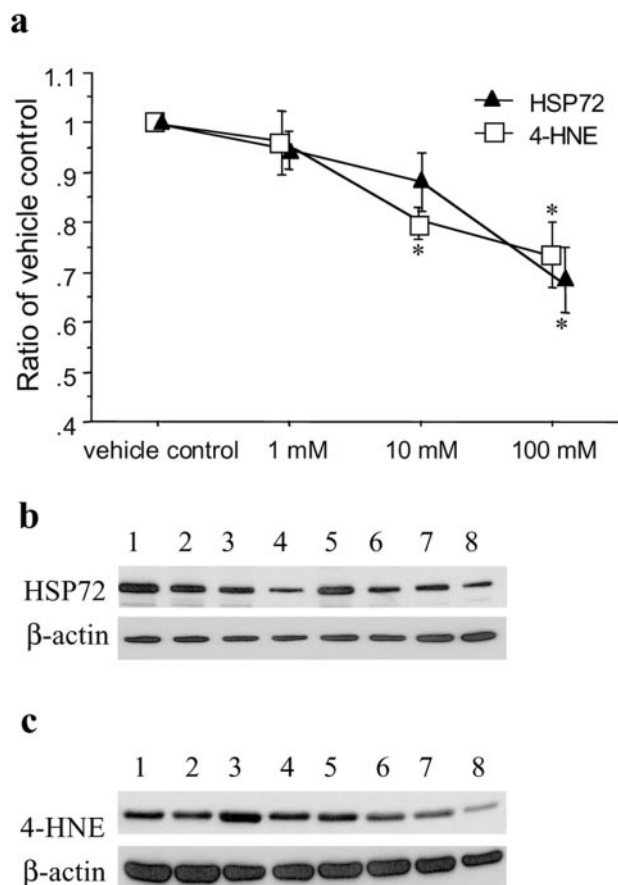 a
1.1
1
.9
.8
.7
.6
.5
.4
Ratio of vehicle control
HSP72
4-HNE
*
*
*
vehicle control 1 mM 10 mM 100 mM
b
1 2 3 4 5 6 7 8
HSP72
β-actin
c
1 2 3 4 5 6 7 8
4-HNE
β-actin